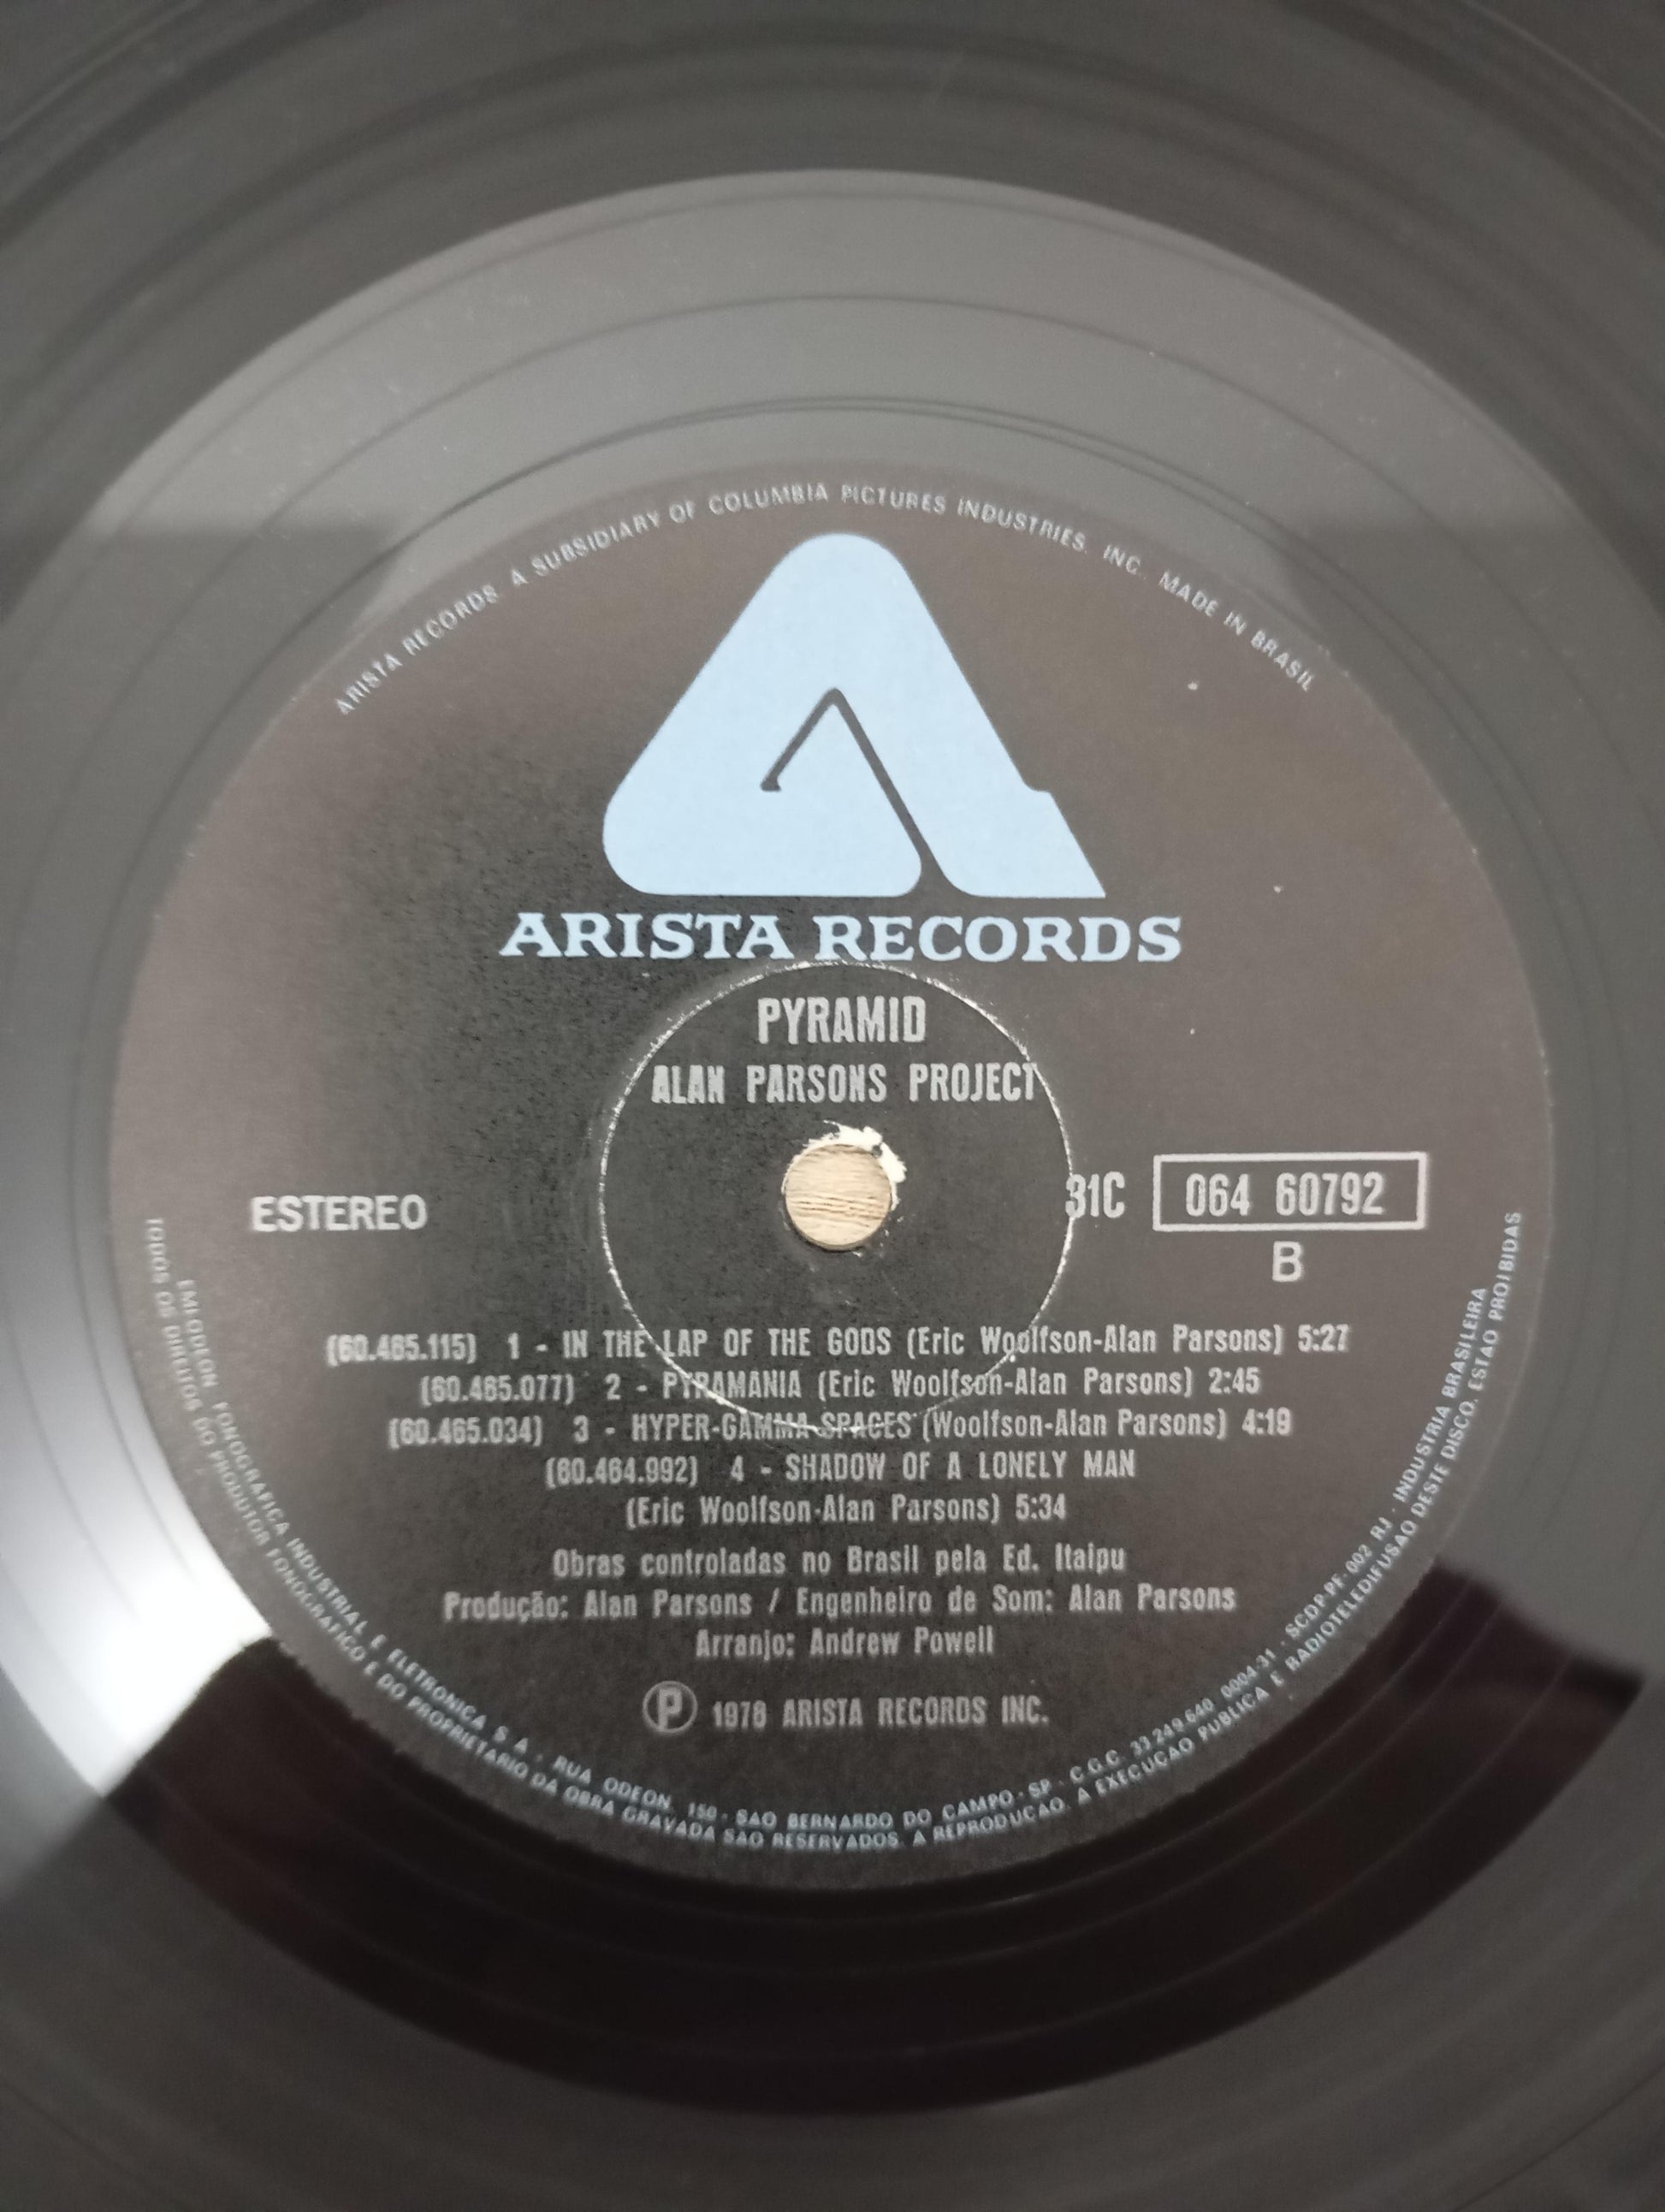 ARISTA RECORDS. A SUBSIDIARY OF COLUMBIA PICTURES INDUSTRIES, INC. MADE IN BRASIL
ARISTA RECORDS
PYRAMID
ALAN PARSONS PROJECT
ESTEREO
31C 064 60792
B
(60.465.115) 1 - IN THE LAP OF THE GODS (Eric Woolfson-Alan Parsons) 5:27
(60.465.077) 2 - PYRAMANIA (Eric Woolfson-Alan Parsons) 2:45
(60.465.034) 3 - HYPER-GAMMA-SPACES (Woolfson-Alan Parsons) 4:19
(60.464.992) 4 - SHADOW OF A LONELY MAN
(Eric Woolfson-Alan Parsons) 5:34
Obras controladas no Brasil pela Ed. Itaipu
Produção: Alan Parsons / Engenheiro de Som: Alan Parsons
Arranjo: Andrew Powell
℗ 1978 ARISTA RECORDS INC.
EMI-ODEON FONOGRAFICA INDUSTRIAL E ELETRONICA S.A. - RUA ODEON, 150 - SAO BERNARDO DO CAMPO - SP - C.G.C. 33.249.640 0004-31 - SCDP-PF-002 RJ - INDUSTRIA BRASILEIRA
TODOS OS DIREITOS DO PRODUTOR FONOGRAFICO E DO PROPRIETARIO DA OBRA GRAVADA SAO RESERVADOS. A REPRODUCAO, A EXECUCAO PUBLICA E RADIOTELEDIFUSAO DESTE DISCO, ESTAO PROIBIDAS